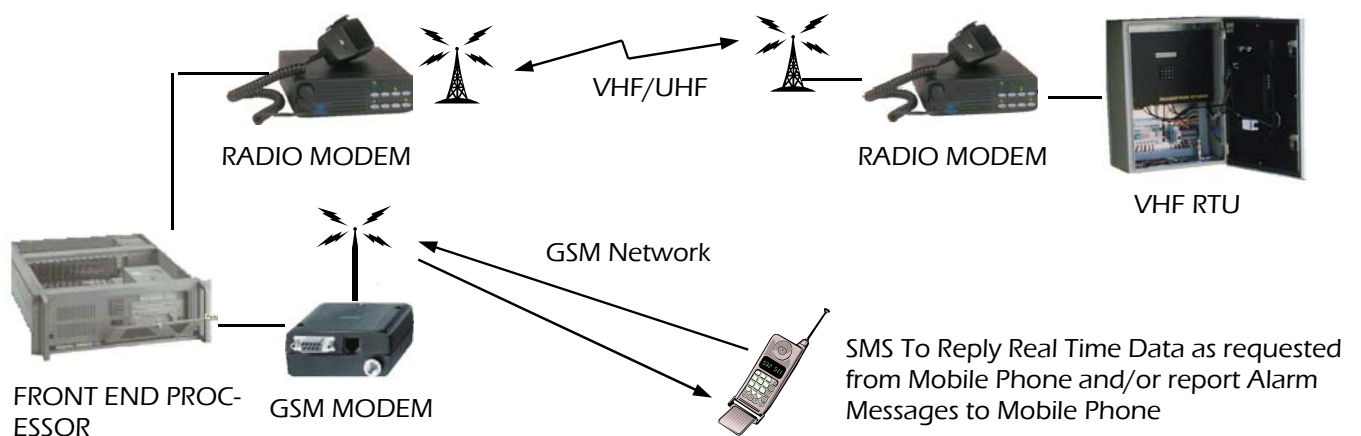 VHF/UHF
RADIO MODEM
RADIO MODEM
VHF RTU
GSM Network
FRONT END PROC-
ESSOR
GSM MODEM
SMS To Reply Real Time Data as requested
from Mobile Phone and/or report Alarm
Messages to Mobile Phone